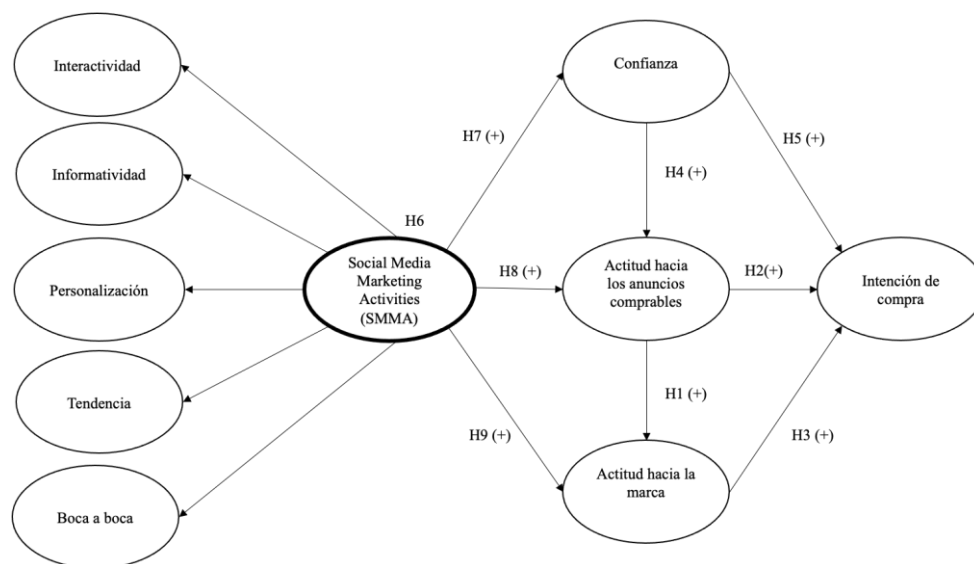 Interactividad
Informatividad
Personalización
Tendencia
Boca a boca
H6
Social Media
Marketing
Activities
(SMMA)
H7 (+)
H8 (+)
H9 (+)
Confianza
H4 (+)
Actitud hacia
los anuncios
comprables
H1 (+)
Actitud hacia la
marca
H5 (+)
H2(+)
H3 (+)
Intención de
compra